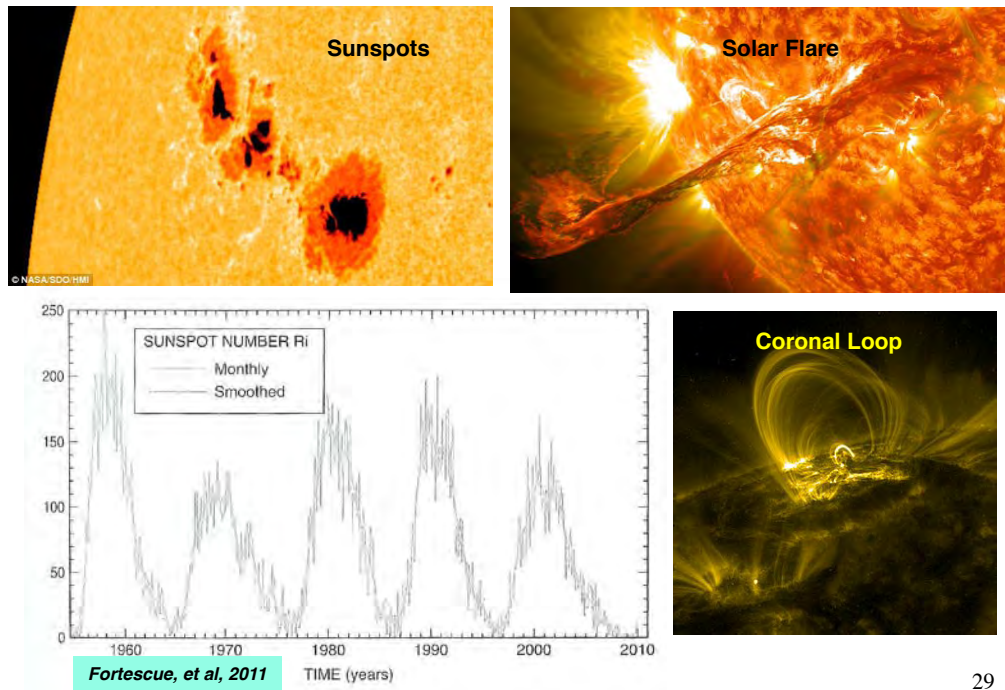 Sunspots
Solar Flare
© NASA/SDO/HMI
250
200
150
100
50
0
SUNSPOT NUMBER Ri
Monthly
Smoothed
1960
1970
1980
1990
2000
2010
TIME (years)
Coronal Loop
Fortescue, et al, 2011
29